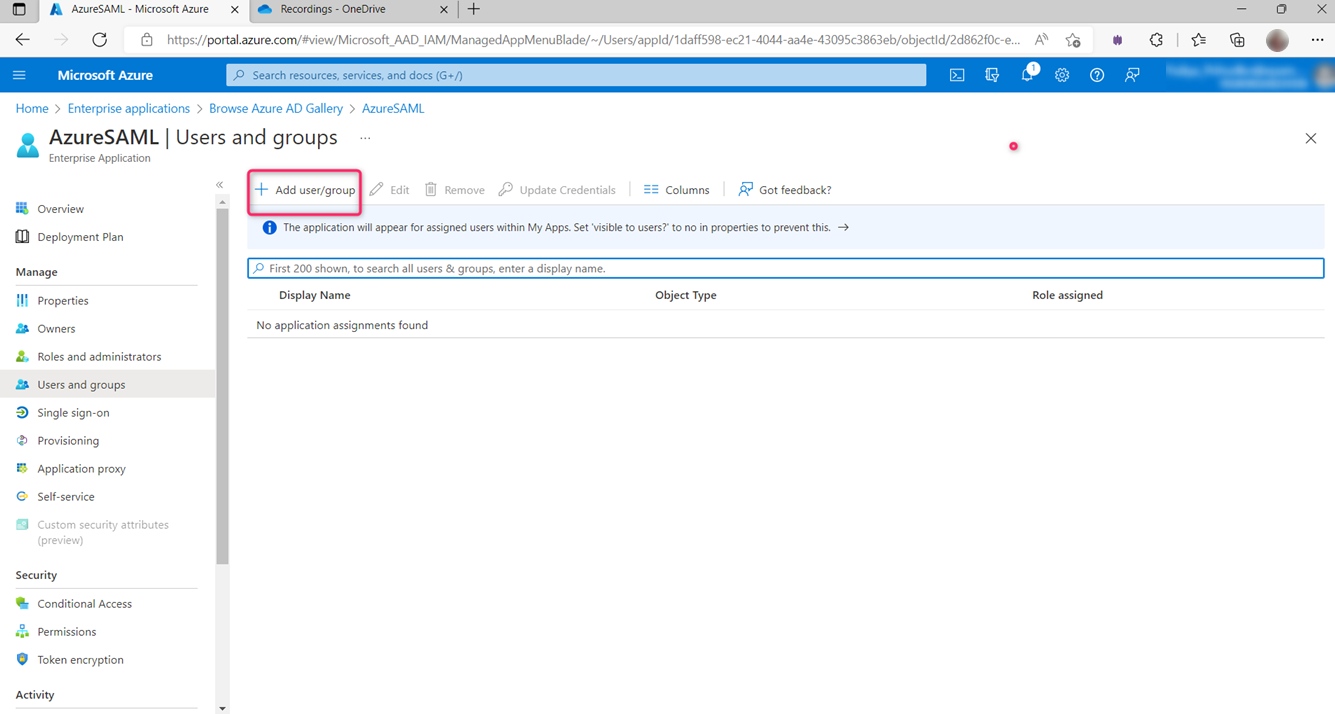 AzureSAML - Microsoft Azure
Recordings - OneDrive
https://portal.azure.com/#view/Microsoft_AAD_IAM/ManagedAppMenuBlade/~/Users/appId/1daff598-ec21-4044-aa4e-43095c3863eb/objectId/2d862f0c-e...
Microsoft Azure
Search resources, services, and docs (G+/)
1
Home > Enterprise applications > Browse Azure AD Gallery > AzureSAML
AzureSAML | Users and groups ...
Enterprise Application
Add user/group
Edit
Remove
Update Credentials
Columns
Got feedback?
The application will appear for assigned users within My Apps. Set 'visible to users?' to no in properties to prevent this. →
First 200 shown, to search all users & groups, enter a display name.
Display Name
Object Type
Role assigned
No application assignments found
Overview
Deployment Plan
Manage
Properties
Owners
Roles and administrators
Users and groups
Single sign-on
Provisioning
Application proxy
Self-service
Custom security attributes
(preview)
Security
Conditional Access
Permissions
Token encryption
Activity